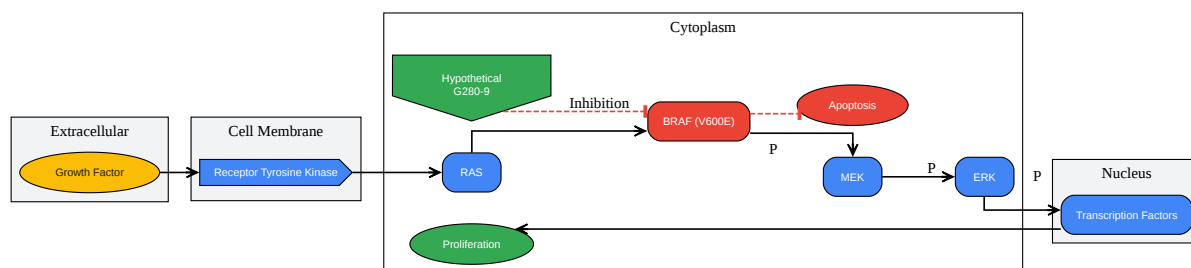 Cytoplasm
Hypothetical
G280-9
Inhibition
Apoptosis
BRAF (V600E)
Extracellular
Cell Membrane
P
Growth Factor
Receptor Tyrosine Kinase
RAS
MEK
P
ERK
P
Nucleus
Transcription Factors
Proliferation